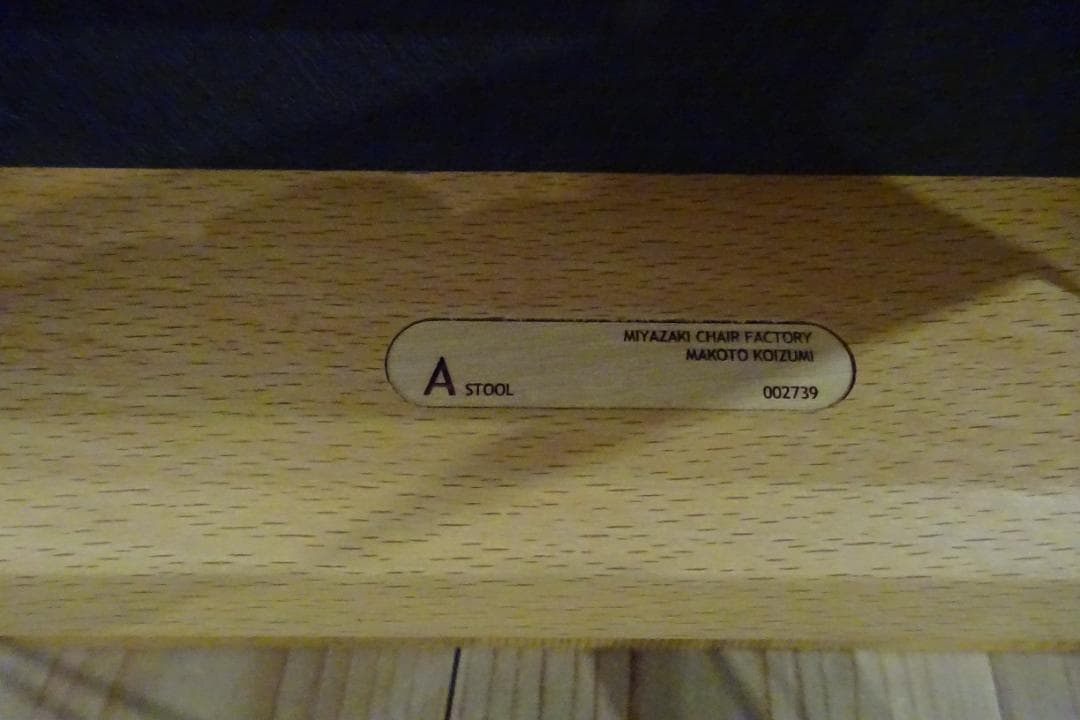 MIYAZAKI CHAIR FACTORY
MAKOTO KOIZUMI
A STOOL
002739